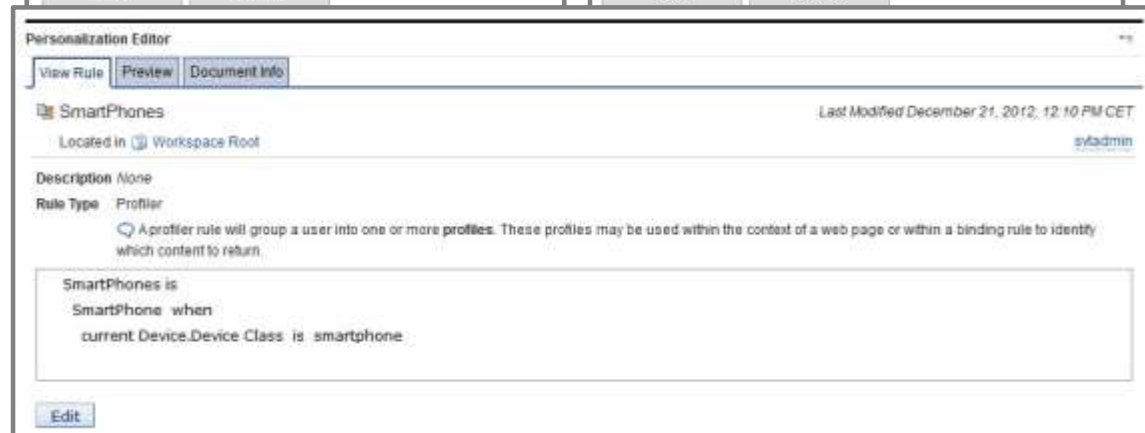 Personalization Editor
View Rule Preview Document Info
SmartPhones Last Modified December 21, 2012, 12:10 PM CET
Located in Workspace Root
Description None
Rule Type Profiler
A profiler rule will group a user into one or more profiles. These profiles may be used within the context of a web page or within a binding rule to identify
which content to return.
SmartPhones is
SmartPhone when
current Device.Device Class is smartphone
Edit